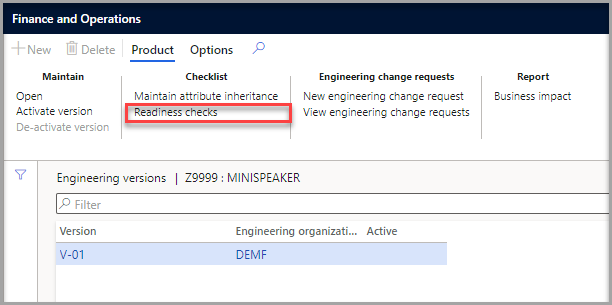 Finance and Operations
New Delete Product Options
Maintain Checklist Engineering change requests Report
Open Maintain attribute inheritance New engineering change request Business impact
Activate version Readiness checks View engineering change requests
De-activate version
Engineering versions | Z9999 : MINISPEAKER
Filter
Version Engineering organizati... Active
V-01 DEMF